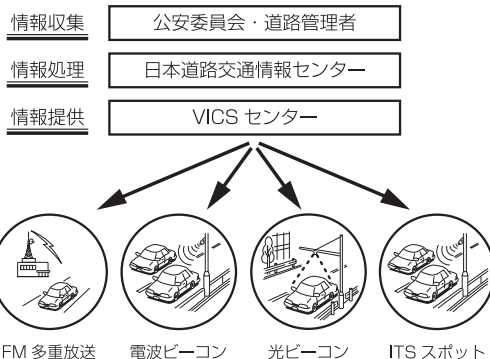 情報収集 公安委員会・道路管理者
情報処理 日本道路交通情報センター
情報提供 VICS センター
FM 多重放送 電波ビーコン 光ビーコン ITS スポット